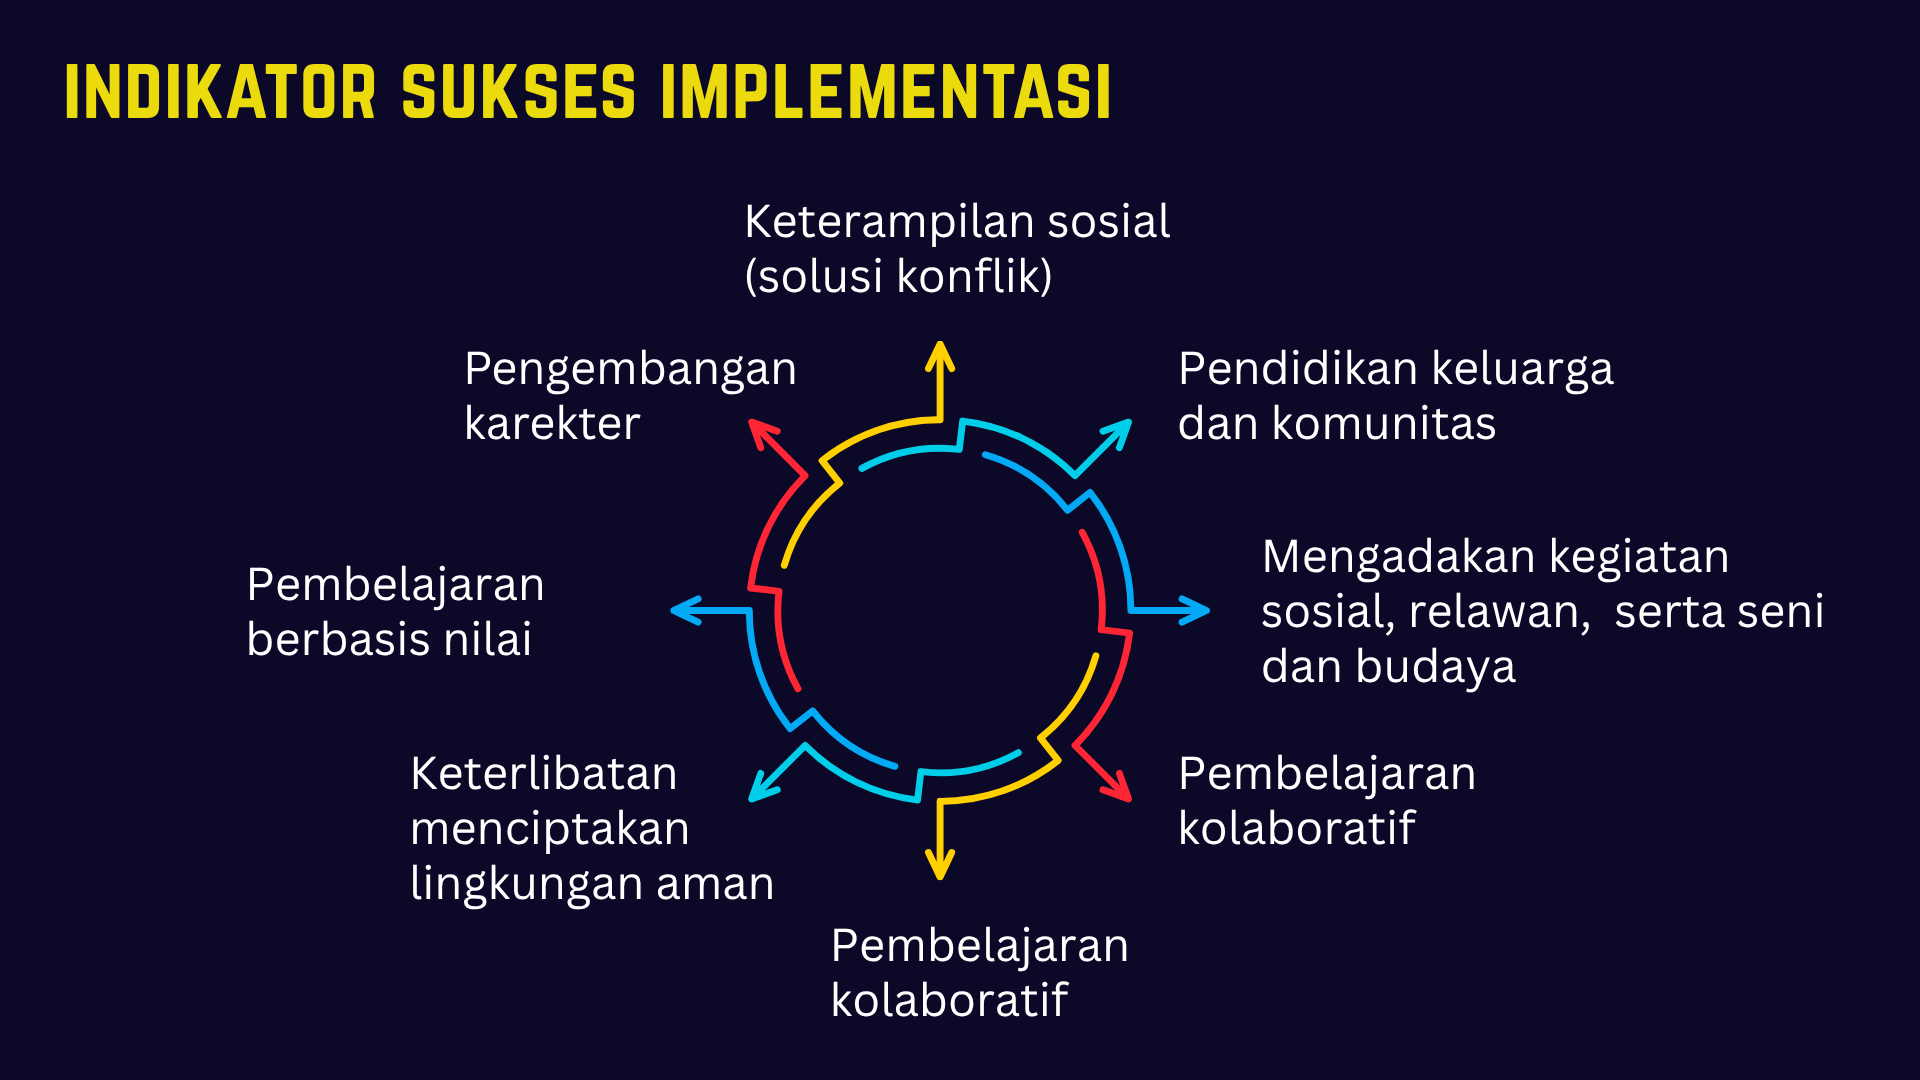 INDIKATOR SUKSES IMPLEMENTASI
Keterampilan sosial
(solusi konflik)
Pengembangan
karekter
Pendidikan keluarga
dan komunitas
Pembelajaran
berbasis nilai
Mengadakan kegiatan
sosial, relawan,  serta seni
dan budaya
Keterlibatan
menciptakan
lingkungan aman
Pembelajaran
kolaboratif
Pembelajaran
kolaboratif